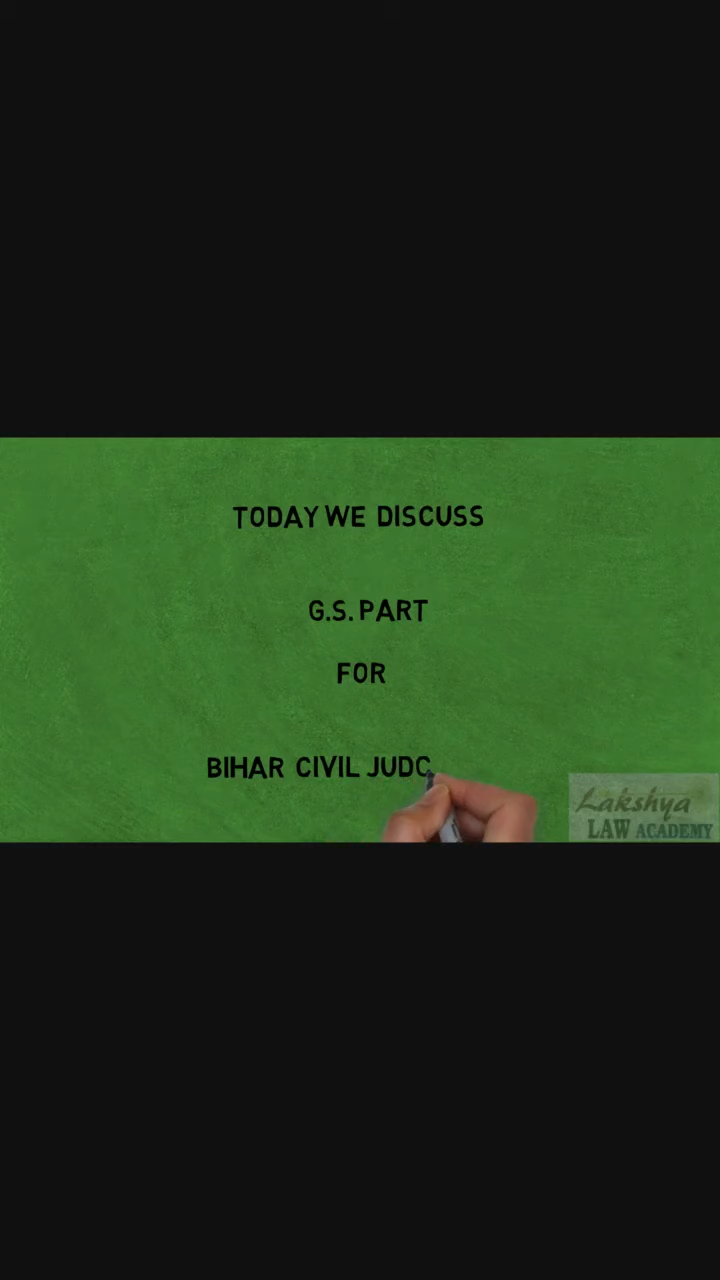 TODAY WE DISCUSS
G.S. PART
FOR
BIHAR CIVIL JUDC
Lakshya
LAW ACADEMY